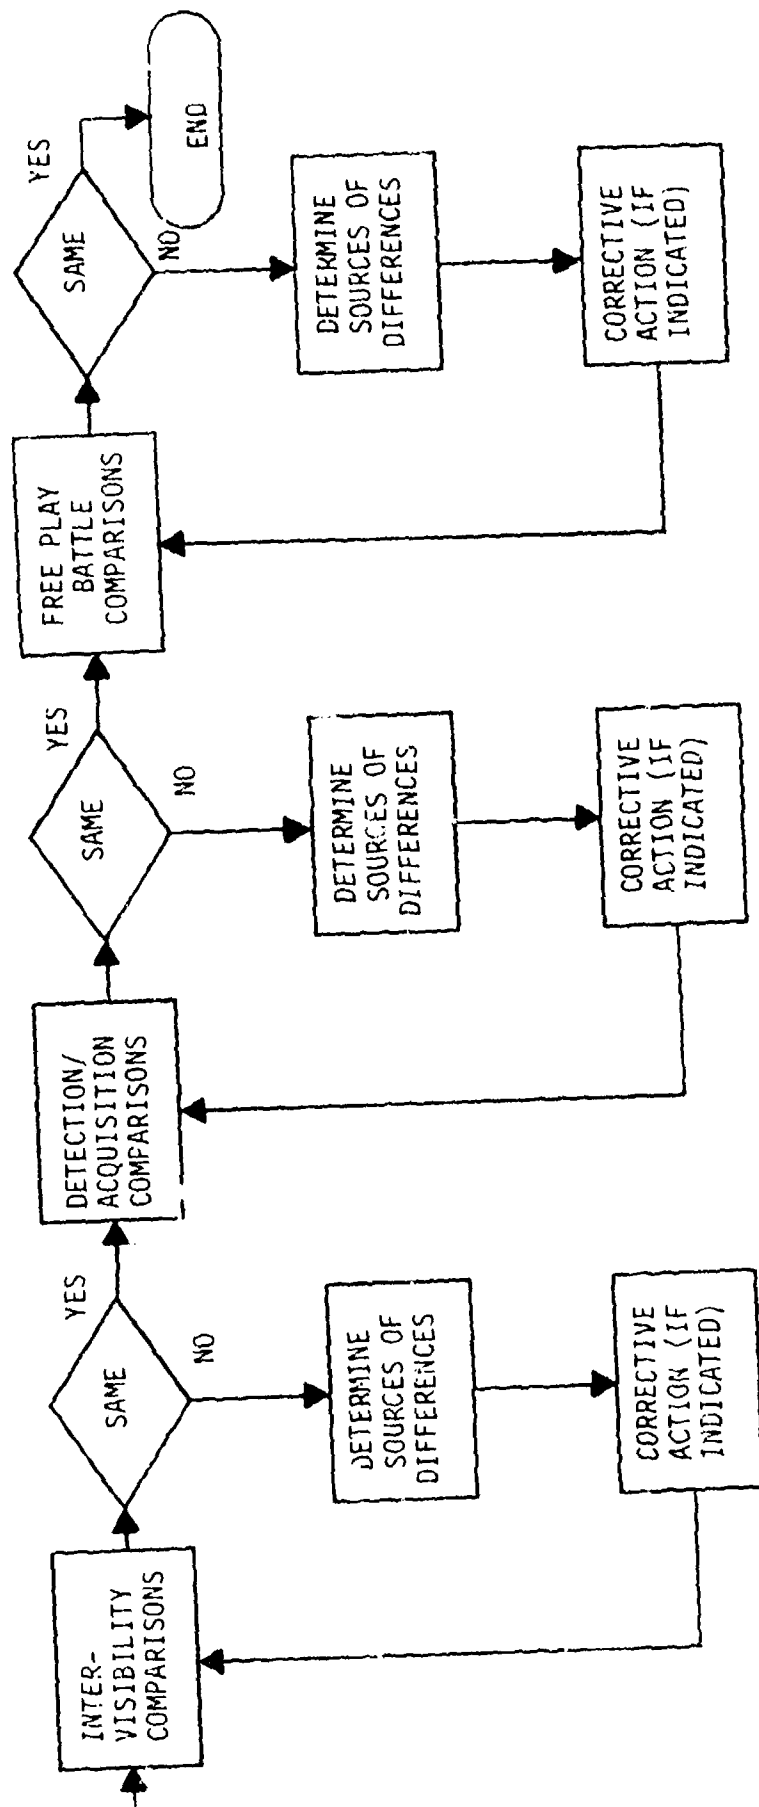 INTER-
VISIBILITY
COMPARISONS
SAME
YES
NO
DETERMINE
SOURCES OF
DIFFERENCES
CORRECTIVE
ACTION (IF
INDICATED)
DETECTION/
ACQUISITION
COMPARISONS
SAME
YES
NO
DETERMINE
SOURCES OF
DIFFERENCES
CORRECTIVE
ACTION (IF
INDICATED)
FREE PLAY
BATTLE
COMPARISONS
SAME
YES
NO
END
DETERMINE
SOURCES OF
DIFFERENCES
CORRECTIVE
ACTION (IF
INDICATED)